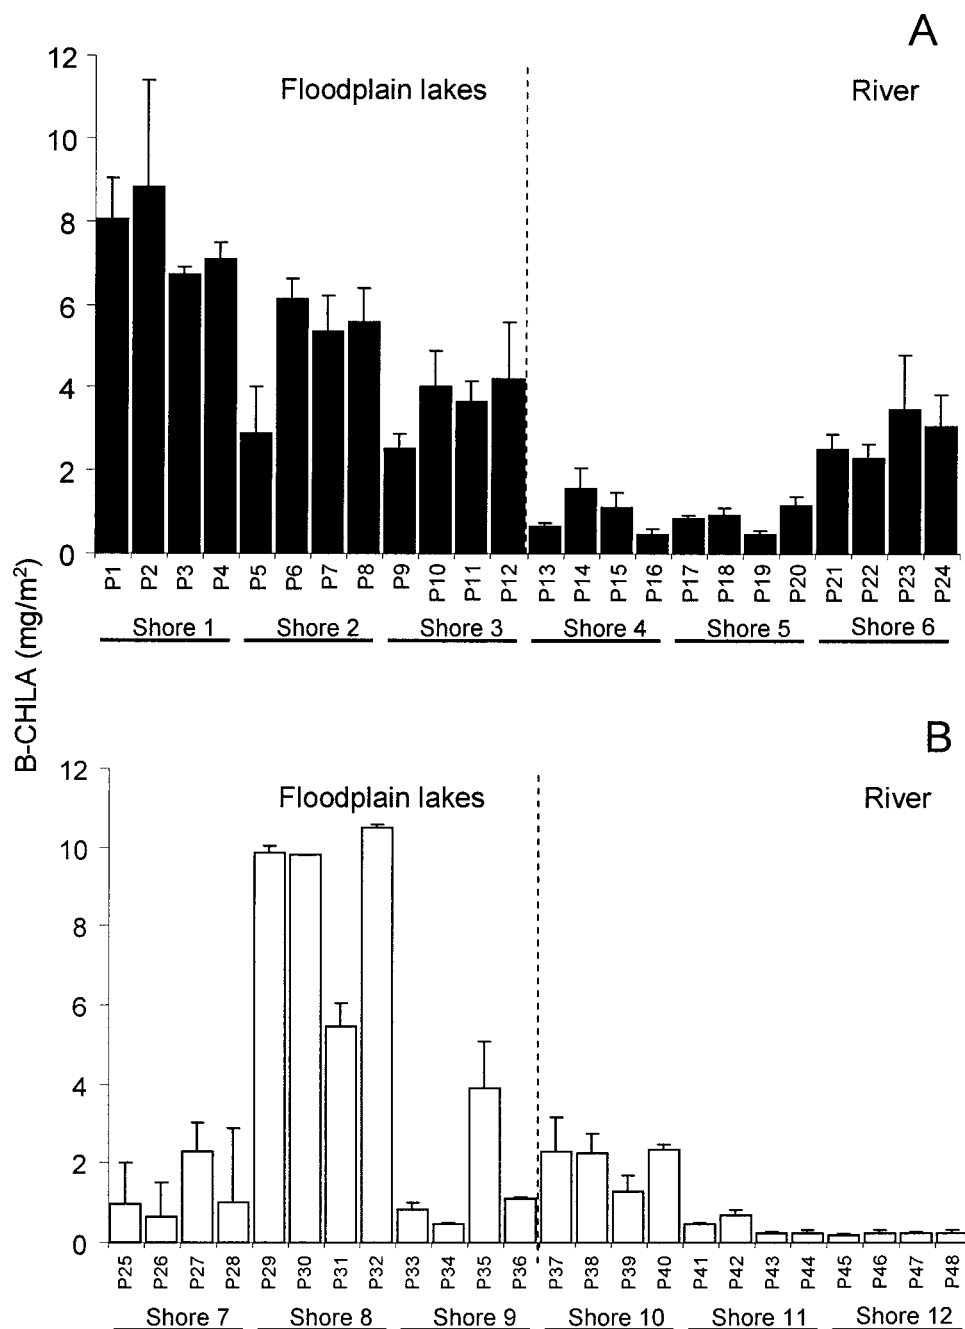 A
12
10
8
6
4
2
0
Floodplain lakes
River
P1 P2 P3 P4 P5 P6 P7 P8 P9 P10 P11 P12 P13 P14 P15 P16 P17 P18 P19 P20 P21 P22 P23 P24
Shore 1 Shore 2 Shore 3 Shore 4 Shore 5 Shore 6
B-CHLA (mg/m²)
B
12
10
8
6
4
2
0
Floodplain lakes
River
P25 P26 P27 P28 P29 P30 P31 P32 P33 P34 P35 P36 P37 P38 P39 P40 P41 P42 P43 P44 P45 P46 P47 P48
Shore 7 Shore 8 Shore 9 Shore 10 Shore 11 Shore 12